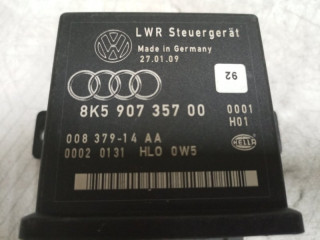 LWR Steuergerät
Made in Germany
27.01.09
92
8K5 907 357 00 0001
H01
008 379-14 AA
0002 0131 HLO 0W5
HELLA